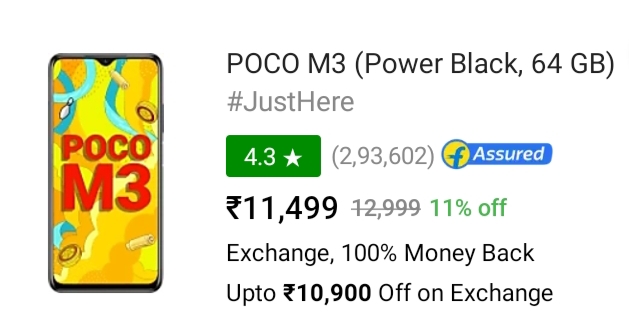 POCO
M3
POCO M3 (Power Black, 64 GB)
#JustHere
4.3 ★ (2,93,602) f Assured
₹11,499 12,999 11% off
Exchange, 100% Money Back
Upto ₹10,900 Off on Exchange